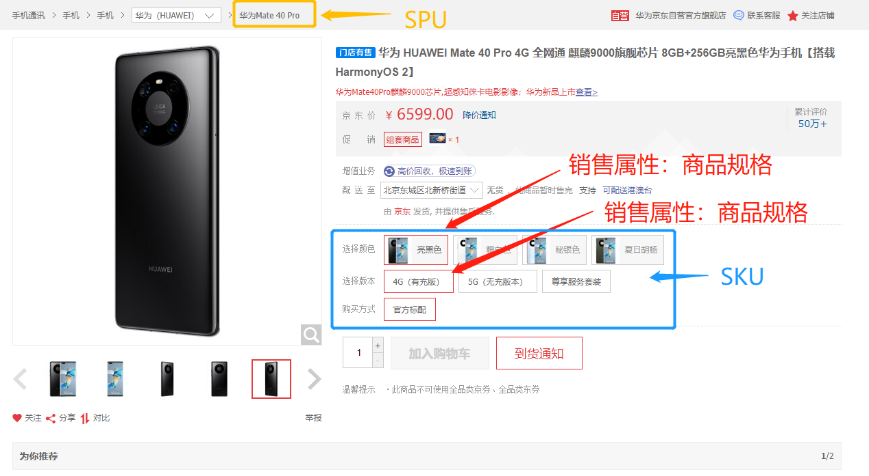 手机通讯 > 手机 > 手机 > 华为（HUAWEI） > 华为Mate 40 Pro
SPU
自营 华为京东自营官方旗舰店 联系客服 关注店铺
门店有售 华为 HUAWEI Mate 40 Pro 4G 全网通 麒麟9000旗舰芯片 8GB+256GB亮黑色华为手机【搭载
HarmonyOS 2】
华为Mate40Pro麒麟9000芯片,超感知徕卡电影影像；华为新品上市查看>
京东价 ¥ 6599.00 降价通知
累计评价
50万+
促销 组套商品 × 1
增值业务 高价回收，极速到账
销售属性：商品规格
配送至 北京东城区北新桥街道 无货，此商品暂时售完 支持 可配送港澳台
由 京东 发货, 并提供售后服务.
销售属性：商品规格
选择颜色 亮黑色 秘银色 夏日胡杨
选择版本 4G（有充版） 5G（无充版本） 尊享服务套装
SKU
购买方式 官方标配
HUAWEI
1 + -
加入购物车 到货通知
温馨提示 · 此商品不可使用全品类京券、全品类东券
关注 分享 对比 举报
为你推荐 1/2